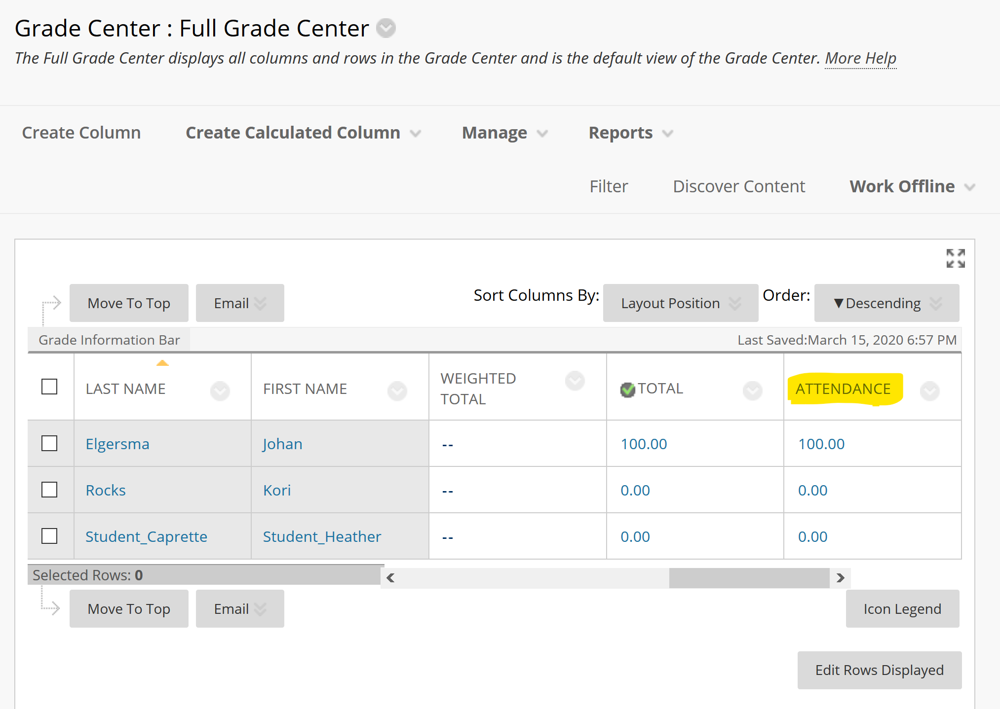 Grade Center : Full Grade Center
The Full Grade Center displays all columns and rows in the Grade Center and is the default view of the Grade Center. More Help
Create Column Create Calculated Column Manage Reports
Filter Discover Content Work Offline
Move To Top Email Sort Columns By: Layout Position Order: ▼Descending
Grade Information Bar Last Saved:March 15, 2020 6:57 PM
LAST NAME FIRST NAME WEIGHTED TOTAL TOTAL ATTENDANCE
Elgersma Johan -- 100.00 100.00
Rocks Kori -- 0.00 0.00
Student_Caprette Student_Heather -- 0.00 0.00
Selected Rows: 0
Move To Top Email Icon Legend
Edit Rows Displayed